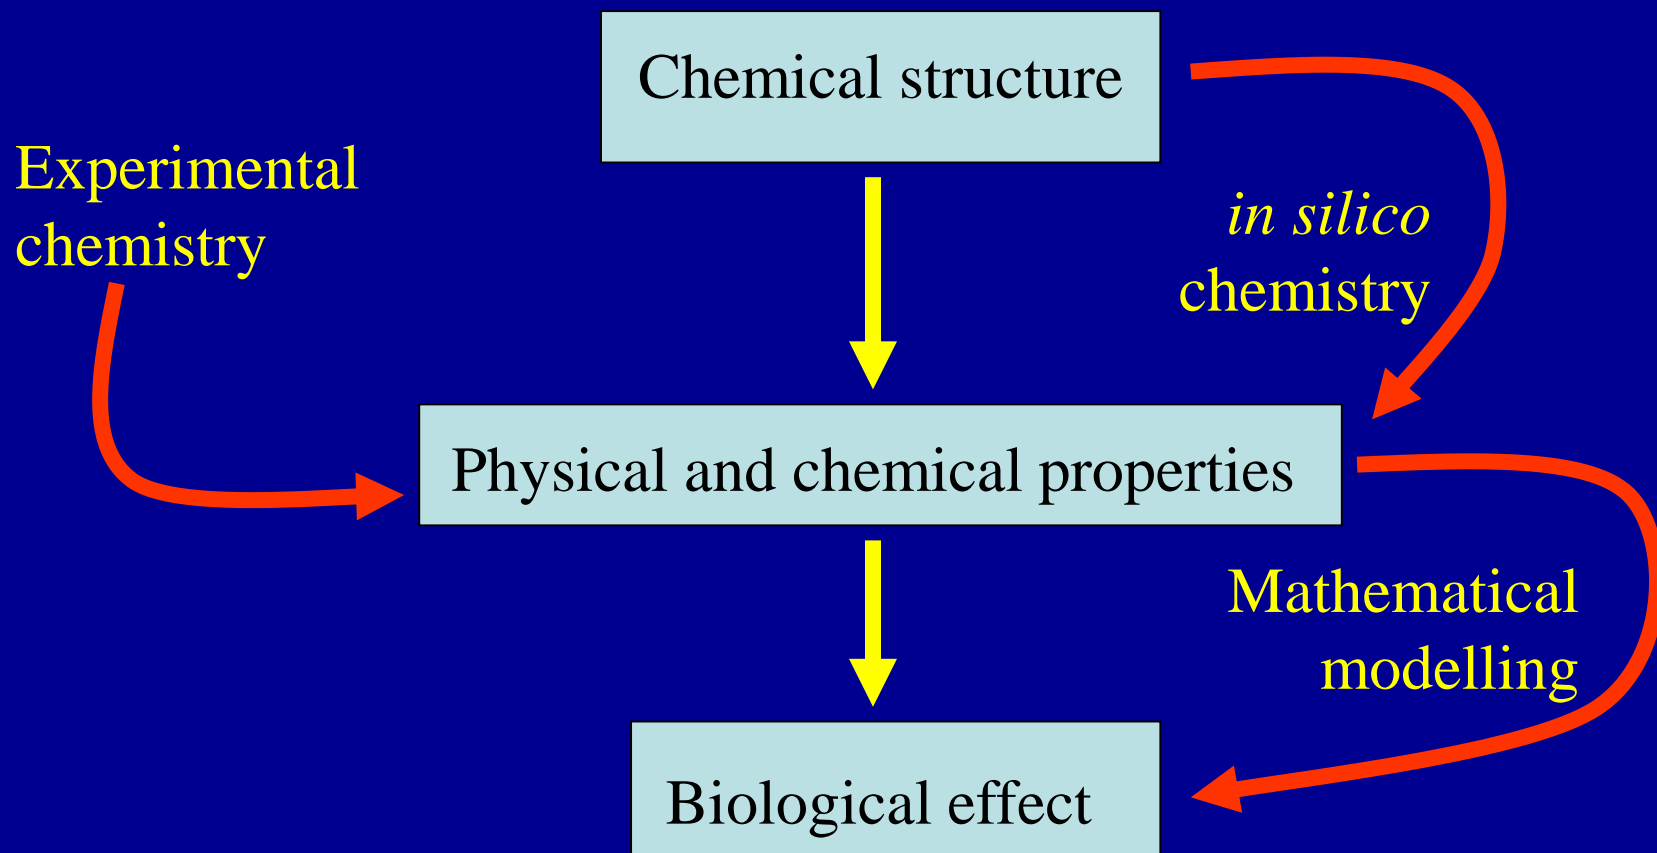 Chemical structure
Experimental
chemistry
in silico
chemistry
Physical and chemical properties
Mathematical
modelling
Biological effect